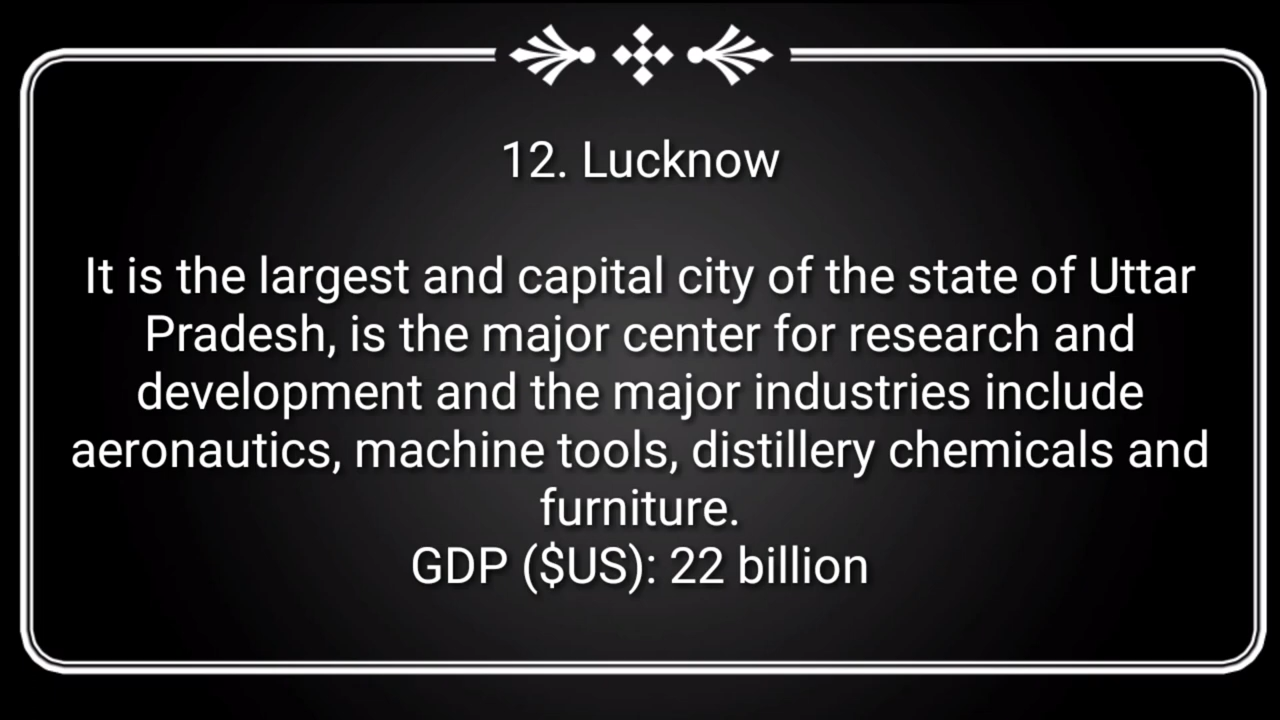 12. Lucknow
It is the largest and capital city of the state of Uttar
Pradesh, is the major center for research and
development and the major industries include
aeronautics, machine tools, distillery chemicals and
furniture.
GDP ($US): 22 billion